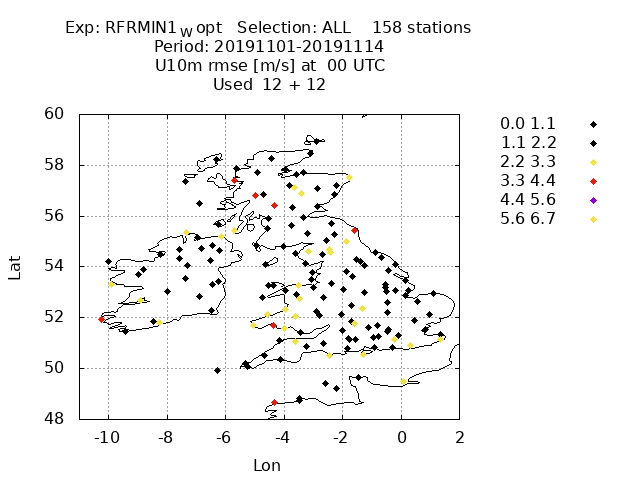 Exp: RFRMIN1_W opt   Selection: ALL    158 stations
Period: 20191101-20191114
U10m rmse [m/s] at  00 UTC
Used  12 + 12
60
58
56
54
52
50
48
Lat
-10 -8 -6 -4 -2 0 2
Lon
0.0 1.1
1.1 2.2
2.2 3.3
3.3 4.4
4.4 5.6
5.6 6.7